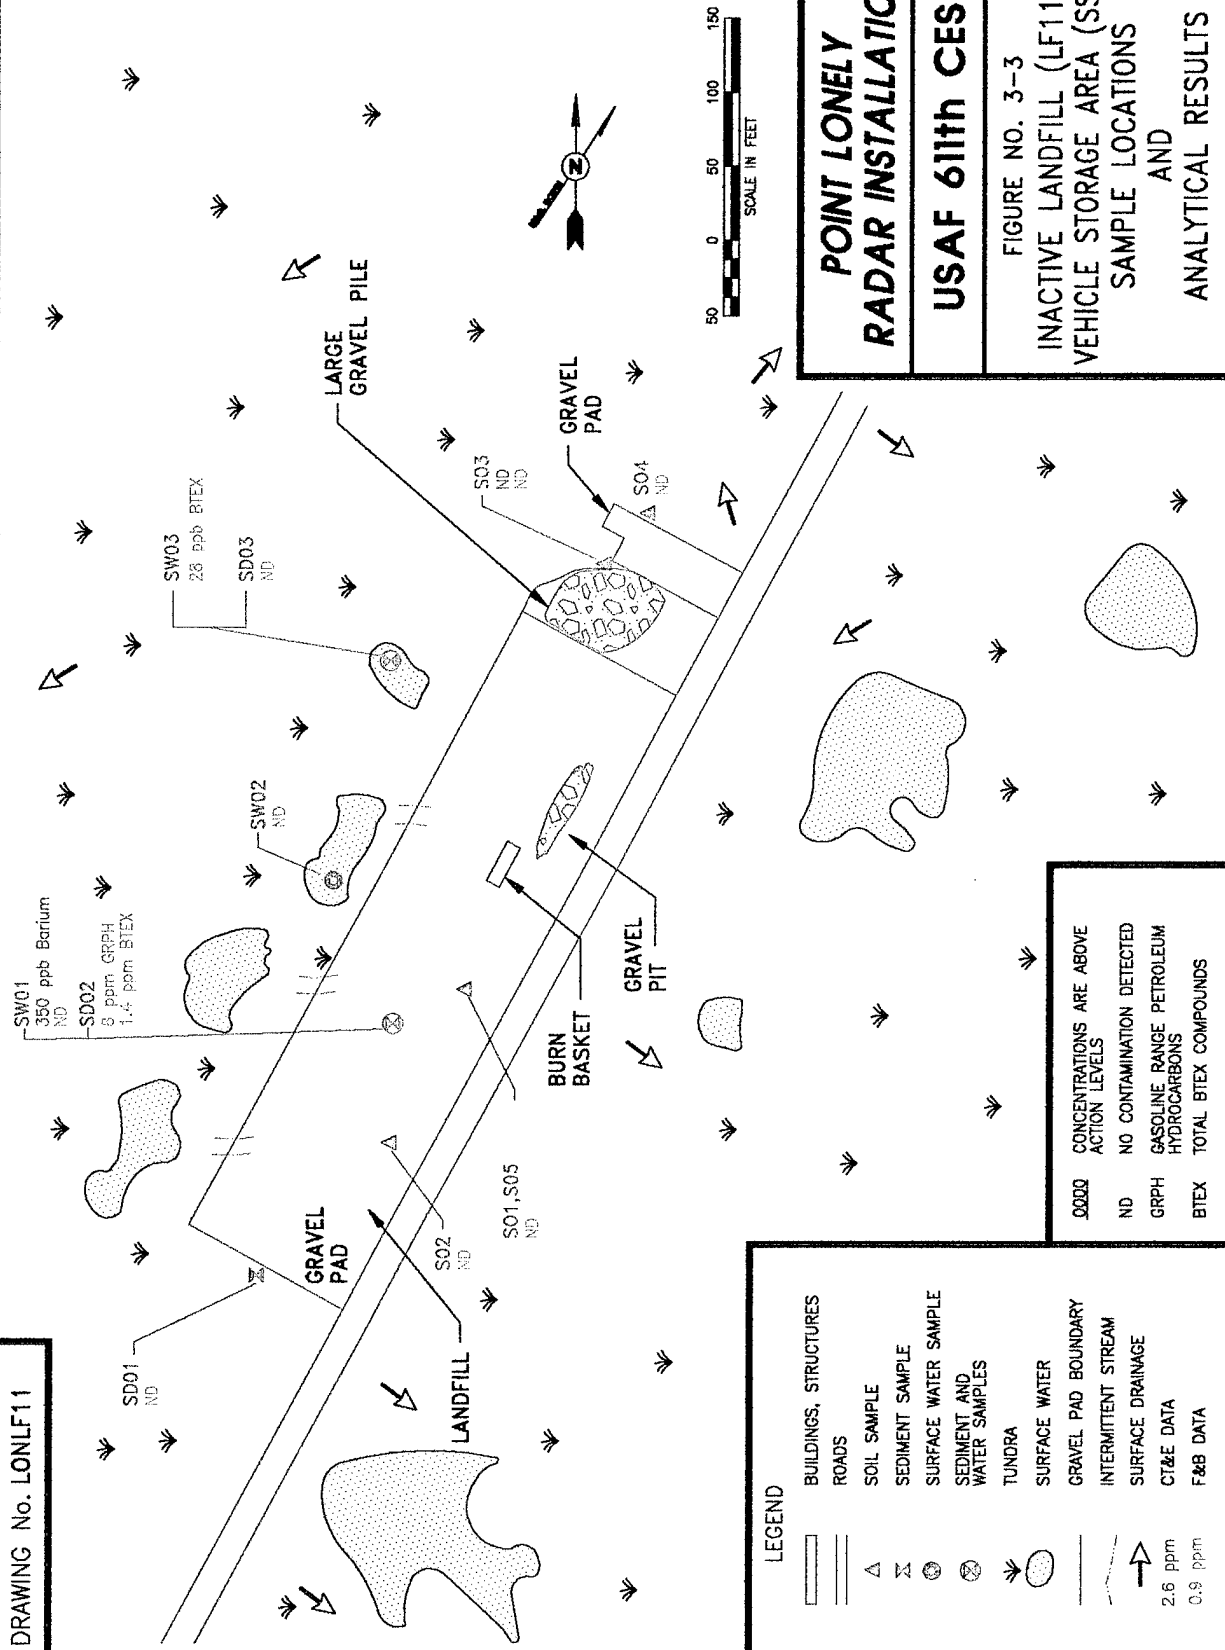 DRAWING No. LONLF11
SD01
ND
SW01
350 ppb Barium
ND
SD02
1.4 ppm BTEX
SW02
ND
SW03
28 ppb BTEX
SD03
ND
LARGE
GRAVEL PILE
S03
ND
ND
GRAVEL
PAD
S04
ND
GRAVEL
PAD
LANDFILL
S02
ND
S01,S05
ND
BURN
BASKET
GRAVEL
PIT
N
50 0 50 100 150
SCALE IN FEET
LEGEND
BUILDINGS, STRUCTURES
ROADS
SOIL SAMPLE
SEDIMENT SAMPLE
SURFACE WATER SAMPLE
SEDIMENT AND
WATER SAMPLES
TUNDRA
SURFACE WATER
GRAVEL PAD BOUNDARY
INTERMITTENT STREAM
SURFACE DRAINAGE
2.6 ppm CT&E DATA
0.9 ppm F&B DATA
0000 CONCENTRATIONS ARE ABOVE
ACTION LEVELS
ND NO CONTAMINATION DETECTED
GRPH GASOLINE RANGE PETROLEUM
HYDROCARBONS
BTEX TOTAL BTEX COMPOUNDS
POINT LONELY
RADAR INSTALLATIO
USAF 611th CES
FIGURE NO. 3-3
INACTIVE LANDFILL (LF11
VEHICLE STORAGE AREA (SS
SAMPLE LOCATIONS
AND
ANALYTICAL RESULTS